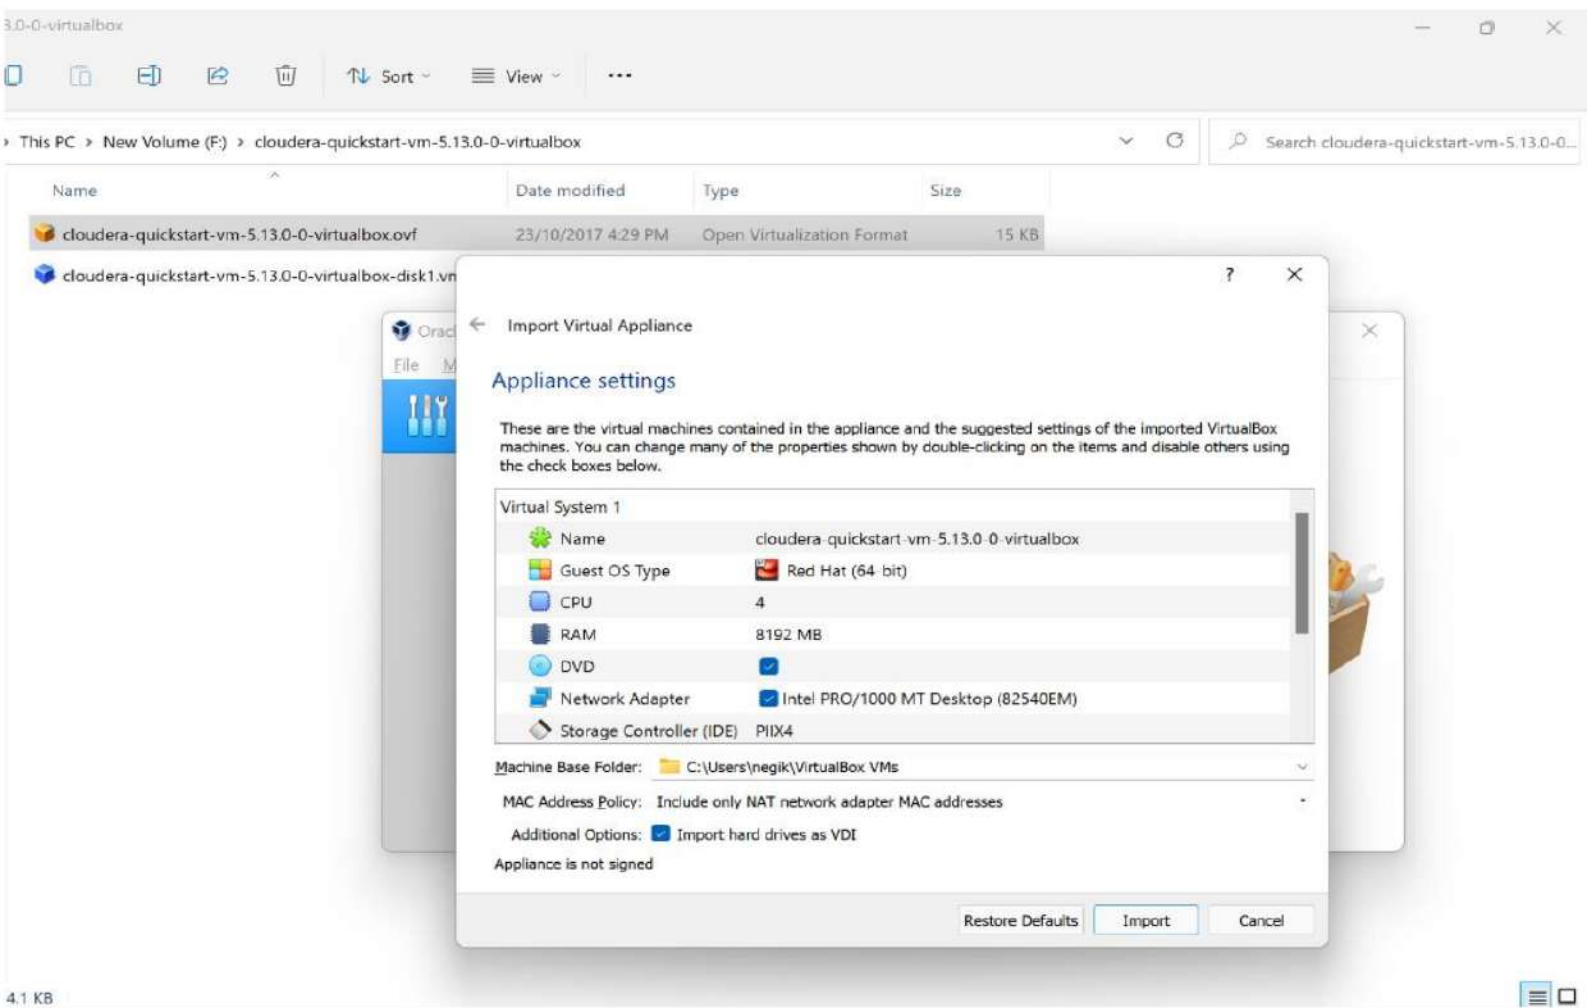 3.0-0-virtualbox
Sort View ...
This PC > New Volume (F:) > cloudera-quickstart-vm-5.13.0-0-virtualbox
Search cloudera-quickstart-vm-5.13.0-0...
Name Date modified Type Size
cloudera-quickstart-vm-5.13.0-0-virtualbox.ovf 23/10/2017 4:29 PM Open Virtualization Format 15 KB
cloudera-quickstart-vm-5.13.0-0-virtualbox-disk1.vm
?
Orac
File M
Import Virtual Appliance
Appliance settings
These are the virtual machines contained in the appliance and the suggested settings of the imported VirtualBox
machines. You can change many of the properties shown by double-clicking on the items and disable others using
the check boxes below.
Virtual System 1
Name cloudera-quickstart-vm-5.13.0-0-virtualbox
Guest OS Type Red Hat (64-bit)
CPU 4
RAM 8192 MB
DVD
Network Adapter Intel PRO/1000 MT Desktop (82540EM)
Storage Controller (IDE) PIIX4
Machine Base Folder: C:\Users\negik\VirtualBox VMs
MAC Address Policy: Include only NAT network adapter MAC addresses
Additional Options: Import hard drives as VDI
Appliance is not signed
Restore Defaults Import Cancel
4.1 KB